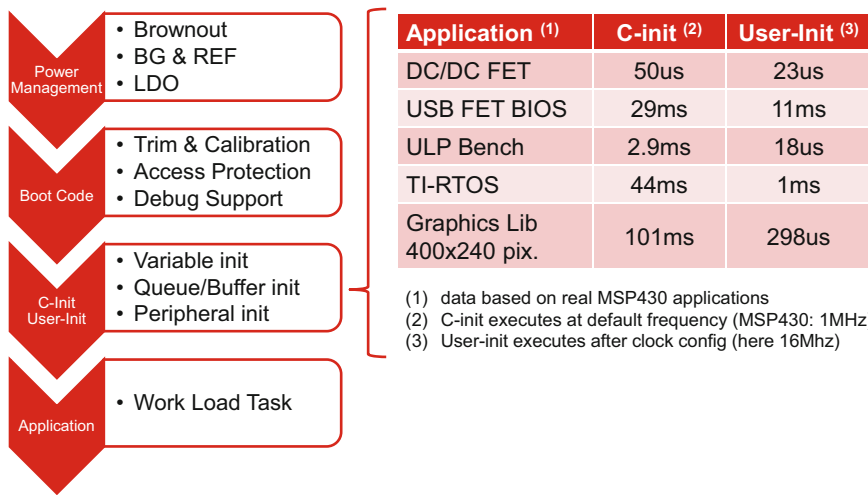 Power
Management
• Brownout
• BG & REF
• LDO
Boot Code
• Trim & Calibration
• Access Protection
• Debug Support
C-Init
User-Init
• Variable init
• Queue/Buffer init
• Peripheral init
Application
• Work Load Task
Application (1) C-init (2) User-Init (3)
DC/DC FET 50us 23us
USB FET BIOS 29ms 11ms
ULP Bench 2.9ms 18us
TI-RTOS 44ms 1ms
Graphics Lib
400x240 pix. 101ms 298us
(1) data based on real MSP430 applications
(2) C-init executes at default frequency (MSP430: 1MHz
(3) User-init executes after clock config (here 16Mhz)